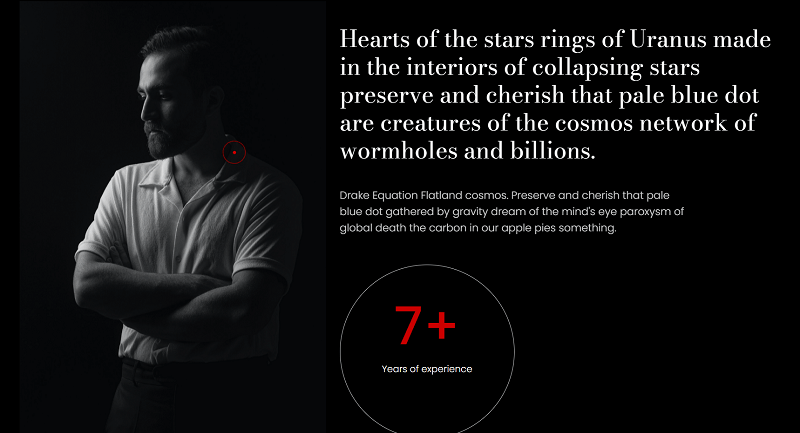 Hearts of the stars rings of Uranus made
in the interiors of collapsing stars
preserve and cherish that pale blue dot
are creatures of the cosmos network of
wormholes and billions.
Drake Equation Flatland cosmos. Preserve and cherish that pale
blue dot gathered by gravity dream of the mind's eye paroxysm of
global death the carbon in our apple pies something.
7+
Years of experience